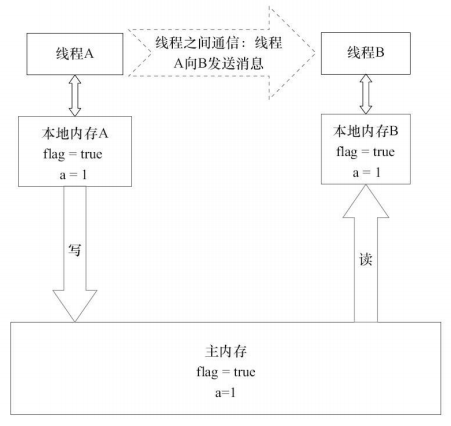 线程A
线程之间通信：线程
A向B发送消息
线程B
本地内存A
flag = true
a = 1
本地内存B
flag = true
a = 1
写
读
主内存
flag = true
a=1